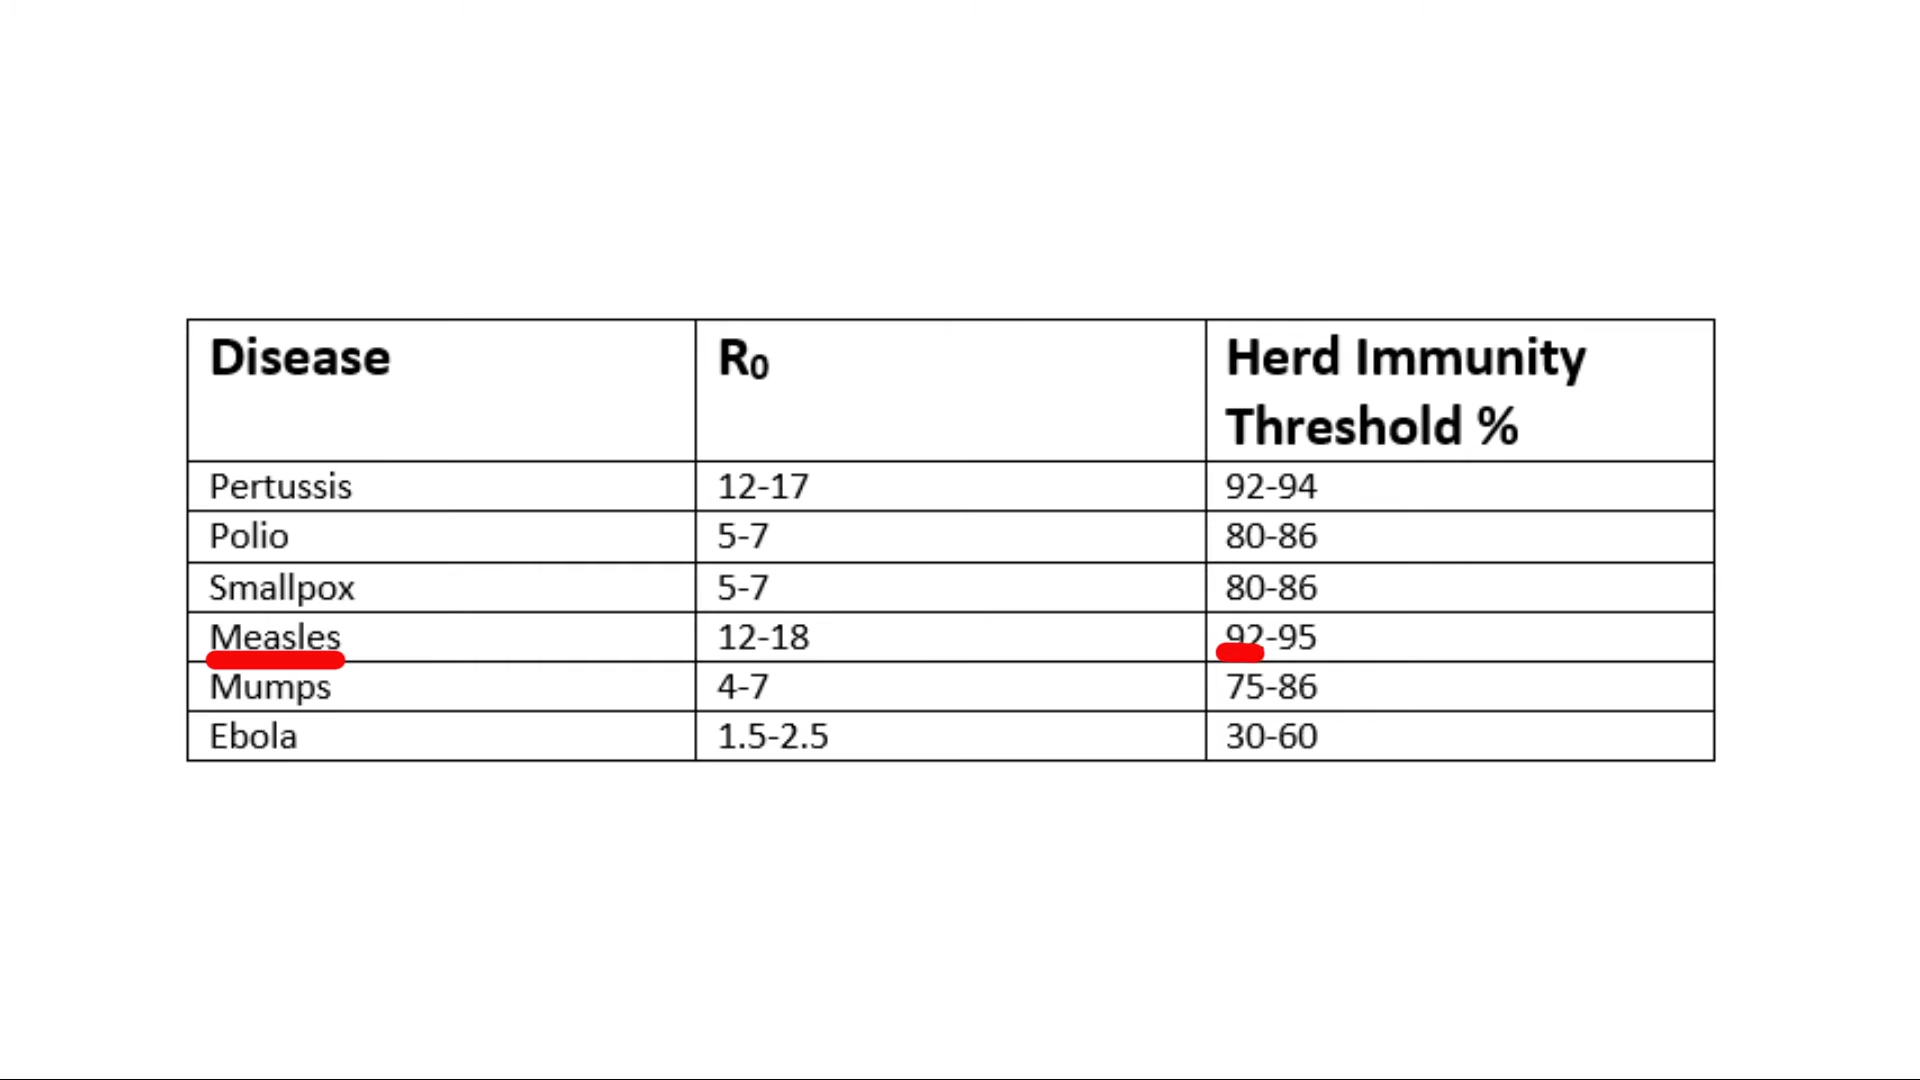 Disease R₀ Herd Immunity
Threshold %
Pertussis 12-17 92-94
Polio 5-7 80-86
Smallpox 5-7 80-86
Measles 12-18 92-95
Mumps 4-7 75-86
Ebola 1.5-2.5 30-60